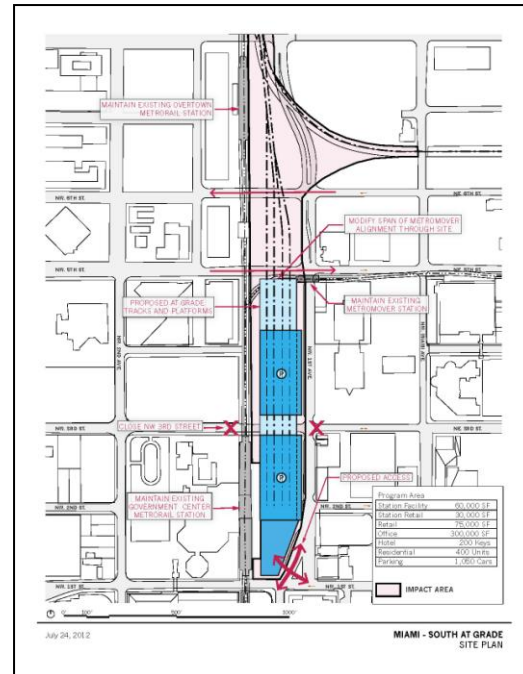 MAINTAIN EXISTING OVERTOWN
METRORAIL STATION
NW. 6TH ST.
NE 6TH ST.
MODIFY SPAN OF METROMOVER
ALIGNMENT THROUGH SITE
NW. 5TH ST.
NE 5TH ST.
PROPOSED AT GRADE
TRACKS AND PLATFORMS
MAINTAIN EXISTING
METROMOVER STATION
NW. 2ND AVE.
NW. 1ST AVE.
P
CLOSE NW 3RD STREET
NW. 3RD ST.
NE 3RD ST.
P
PROPOSED ACCESS
MAINTAIN EXISTING
GOVERNMENT CENTER
METRORAIL STATION
Program Area
Station Facility 60,000 SF
Station Retail 30,000 SF
Retail 75,000 SF
Office 300,000 SF
Hotel 200 Keys
Residential 400 Units
Parking 1,050 Cars
IMPACT AREA
NW. 1ST ST.
0' 100' 500' 1000'
July 24, 2012
MIAMI - SOUTH AT GRADE
SITE PLAN